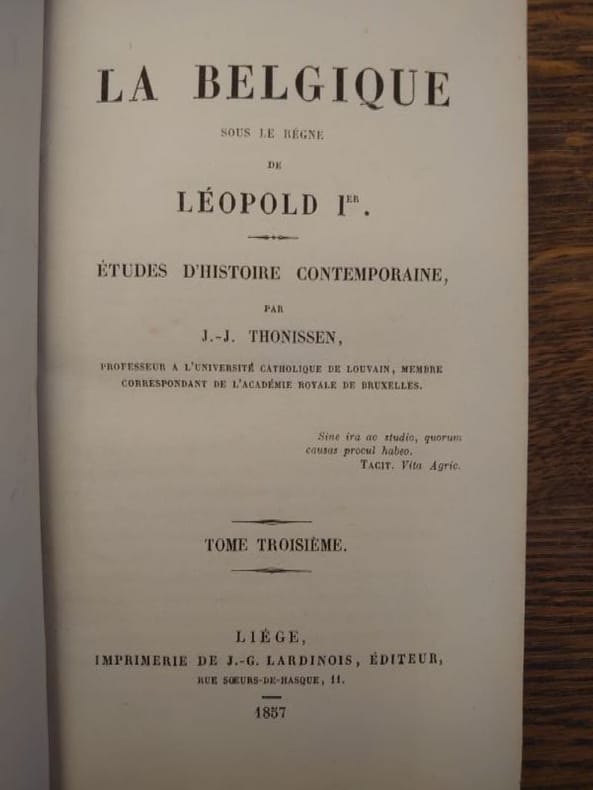 LA BELGIQUE
SOUS LE RÉGNE
DE
LÉOPOLD IER.
ÉTUDES D'HISTOIRE CONTEMPORAINE,
PAR
J.-J. THONISSEN,
PROFESSEUR A L'UNIVERSITÉ CATHOLIQUE DE LOUVAIN, MEMBRE
CORRESPONDANT DE L'ACADÉMIE ROYALE DE BRUXELLES.
Sine ira ac studio, quorum
causas procul habeo.
TACIT. Vita Agric.
TOME TROISIÈME.
LIÉGE,
IMPRIMERIE DE J.-G. LARDINOIS, ÉDITEUR,
RUE SŒURS-DE-HASQUE, 11.
1857